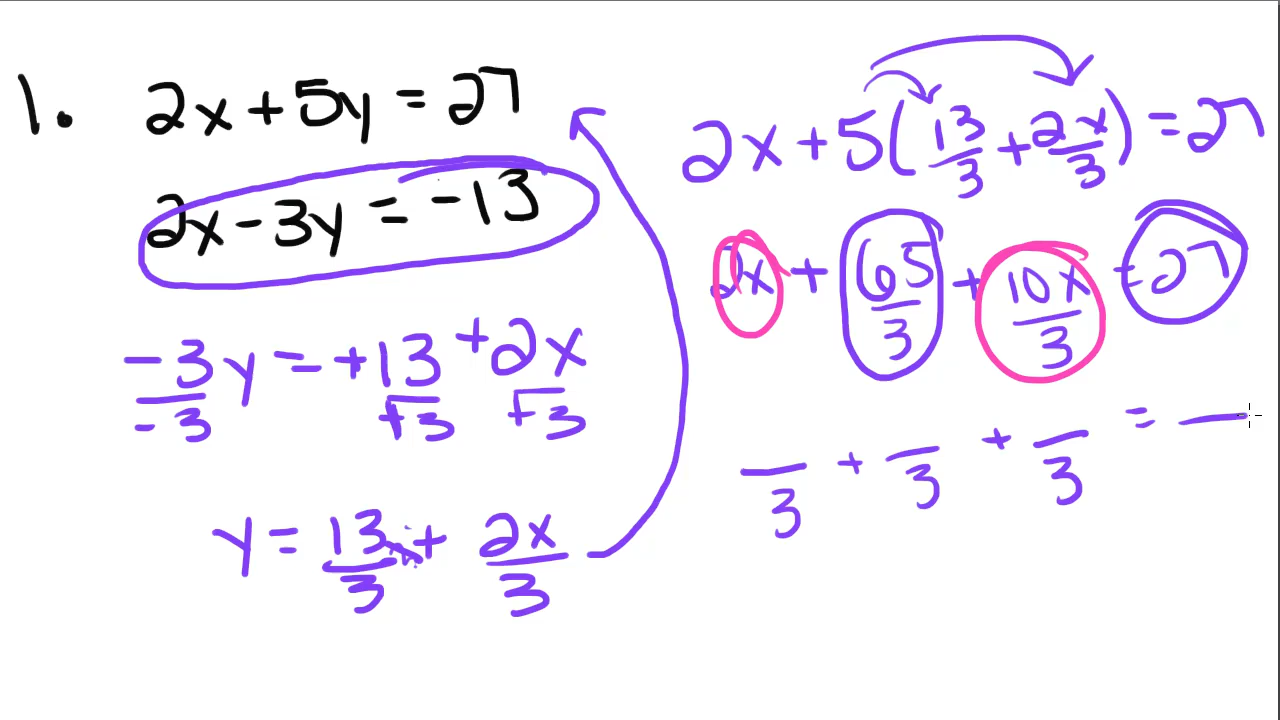 1. 2x + 5y = 27
2x - 3y = -13
-3y = +13 +2x
-3 +3 +3
y = 13/3 + 2x/3
2x + 5(13/3 + 2x/3) = 27
2x + 65/3 + 10x/3 = 27
/3 + /3 + /3 =